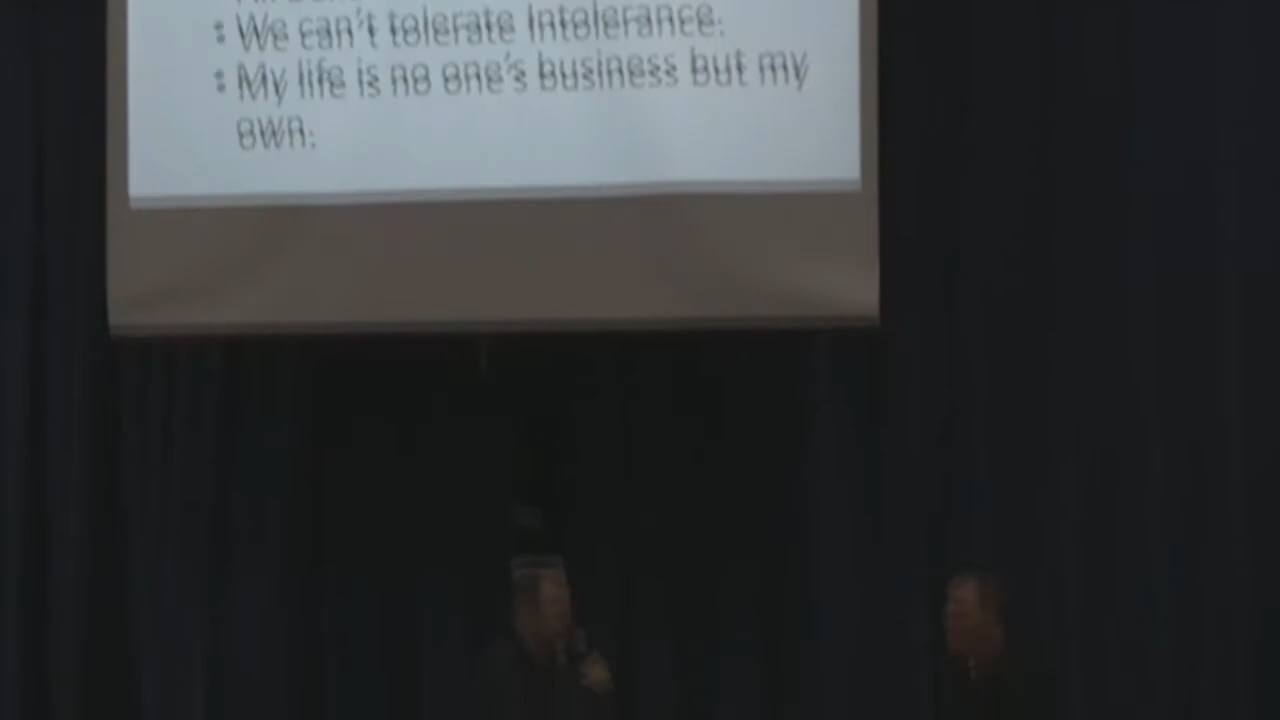 • We can't tolerate Intolerance.
• My life is no one's business but my
own.